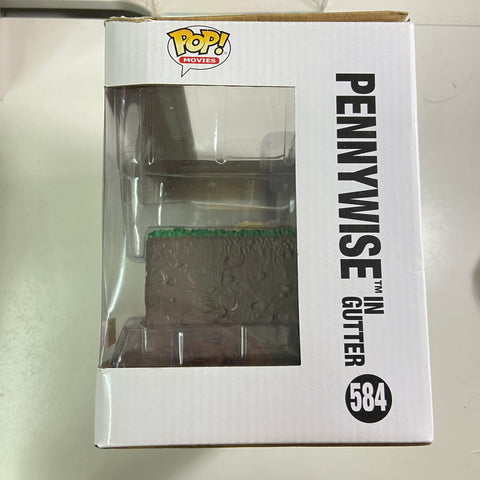 POP!
MOVIES
PENNYWISE™ IN
GUTTER
584